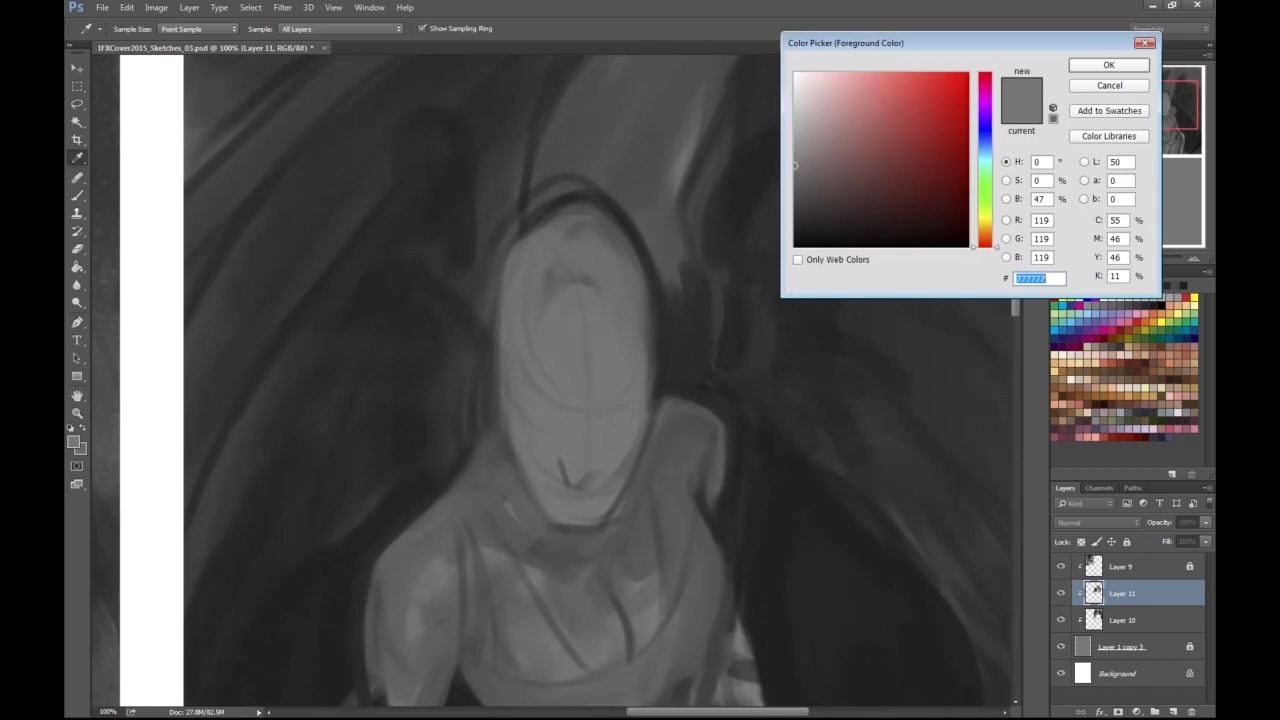 Ps File Edit Image Layer Type Select Filter 3D View Window Help
Sample Size: Point Sample Sample: All Layers Show Sampling Ring Essentials
IFXCover2015_Sketches_03.psd @ 100% (Layer 11, RGB/8#) * ×
Color Picker (Foreground Color)
new
current
OK
Cancel
Add to Swatches
Color Libraries
H: 0 ° L: 50
S: 0 % a: 0
B: 47 % b: 0
R: 119 C: 55 %
G: 119 M: 46 %
B: 119 Y: 46 %
# 777777 K: 11 %
Only Web Colors
Layers Channels Paths
Kind
Normal Opacity: 100%
Lock: Fill: 100%
Layer 9
Layer 11
Layer 10
Layer 1 copy 3
Background
100% Doc: 27.8M/82.5M